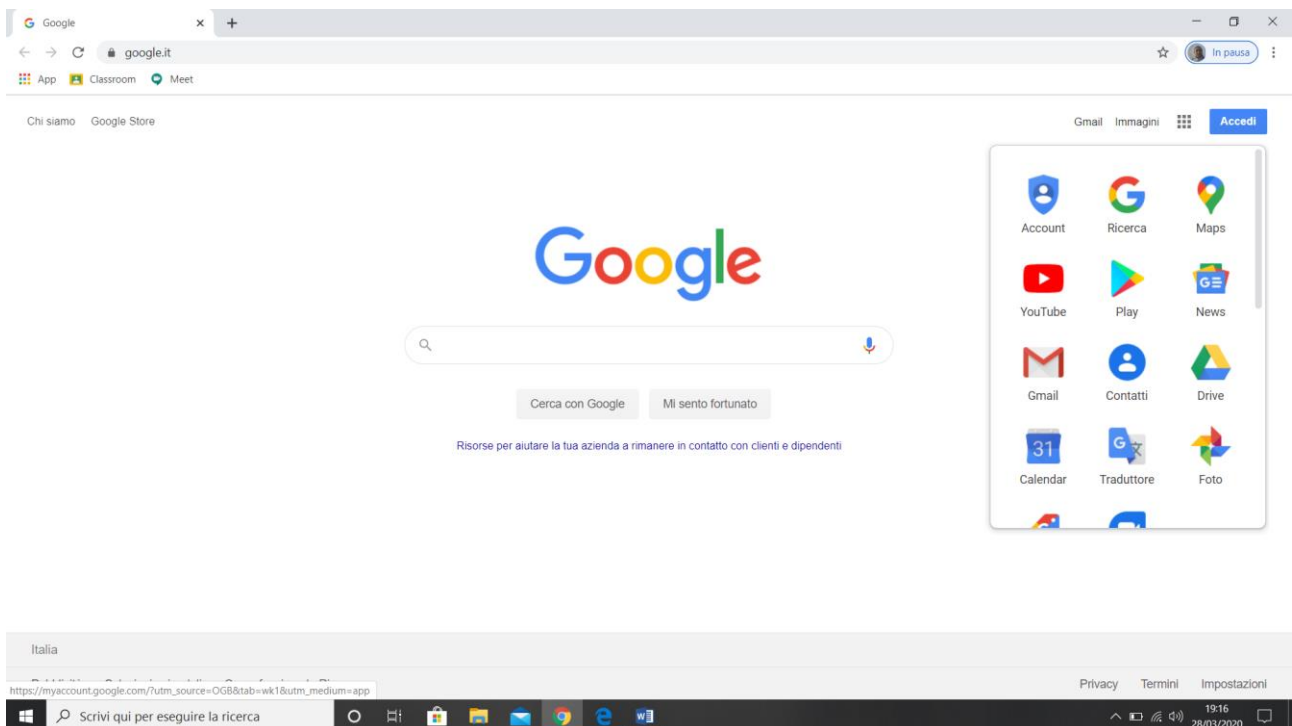 Google
google.it
In pausa
App Classroom Meet
Chi siamo Google Store
Gmail Immagini Accedi
Google
Cerca con Google Mi sento fortunato
Risorse per aiutare la tua azienda a rimanere in contatto con clienti e dipendenti
Account Ricerca Maps
YouTube Play News
Gmail Contatti Drive
Calendar Traduttore Foto
Italia
https://myaccount.google.com/?utm_source=OGB&tab=wk1&utm_medium=app
Privacy Termini Impostazioni
Scrivi qui per eseguire la ricerca
19:16
28/03/2020